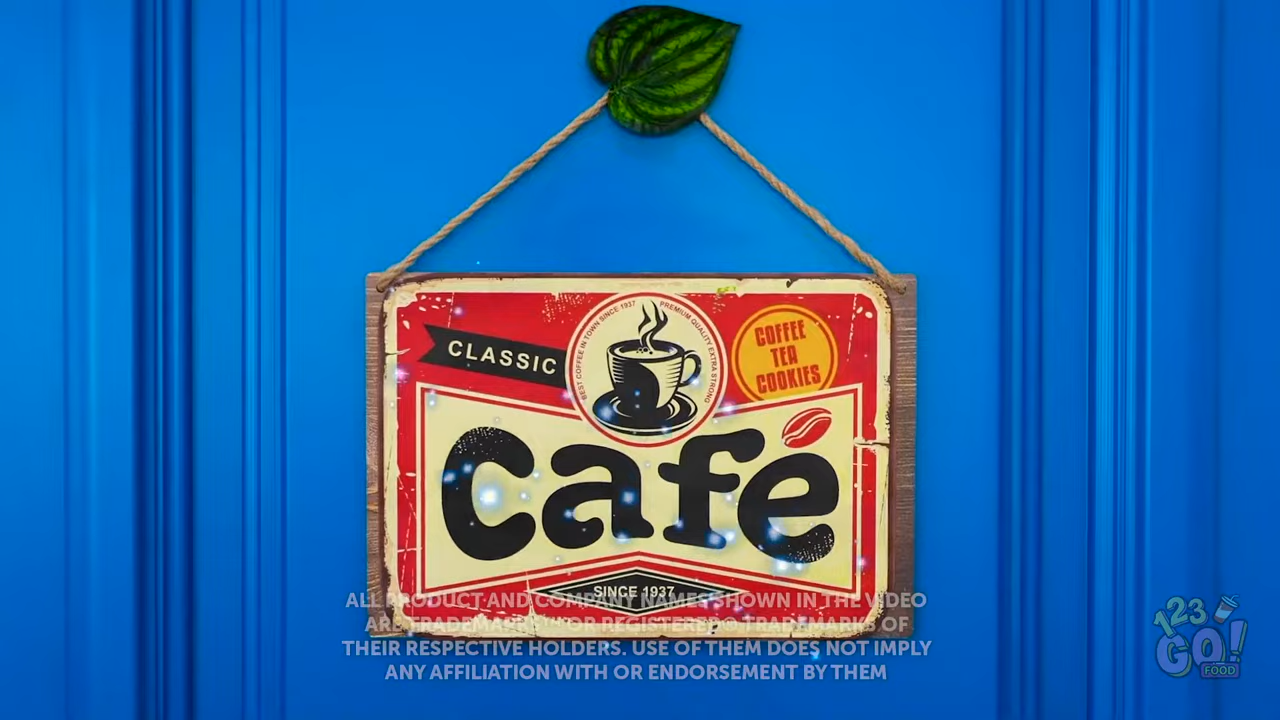 CLASSIC
BEST COFFEE IN TOWN SINCE 1937
PREMIUM QUALITY EXTRA STRONG
COFFEE
TEA
COOKIES
Café
SINCE 1937
ALL PRODUCT AND COMPANY NAMES SHOWN IN THE VIDEO
ARE TRADEMARKS™ OR REGISTERED® TRADEMARKS OF
THEIR RESPECTIVE HOLDERS. USE OF THEM DOES NOT IMPLY
ANY AFFILIATION WITH OR ENDORSEMENT BY THEM
123
GO!
FOOD